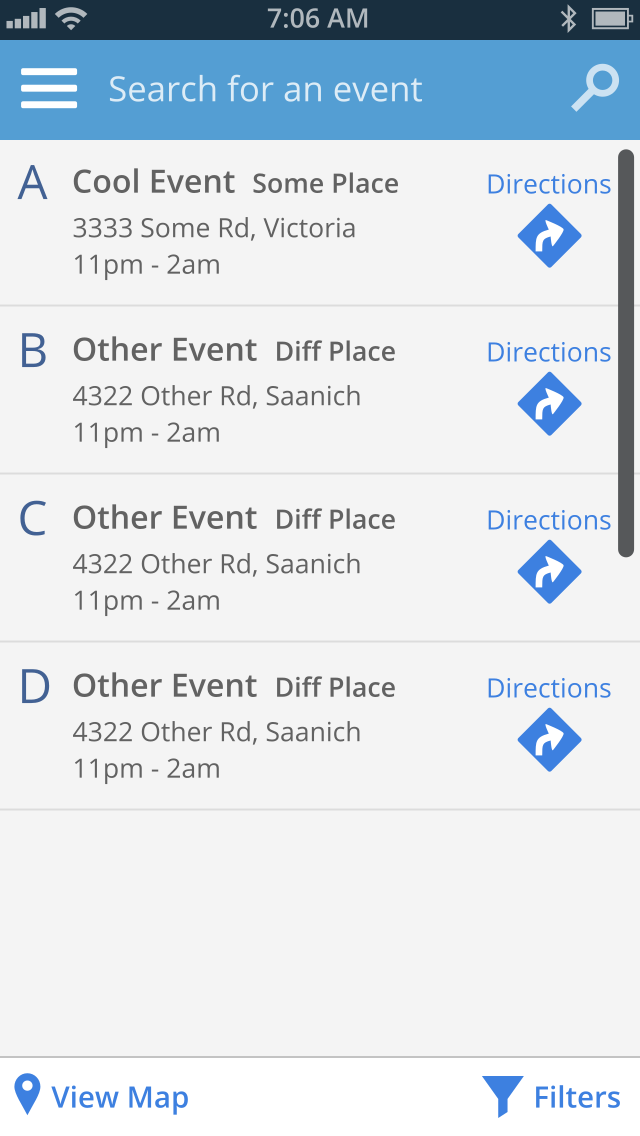 7:06 AM
Search for an event
A Cool Event Some Place Directions
3333 Some Rd, Victoria
11pm - 2am
B Other Event Diff Place Directions
4322 Other Rd, Saanich
11pm - 2am
C Other Event Diff Place Directions
4322 Other Rd, Saanich
11pm - 2am
D Other Event Diff Place Directions
4322 Other Rd, Saanich
11pm - 2am
View Map Filters